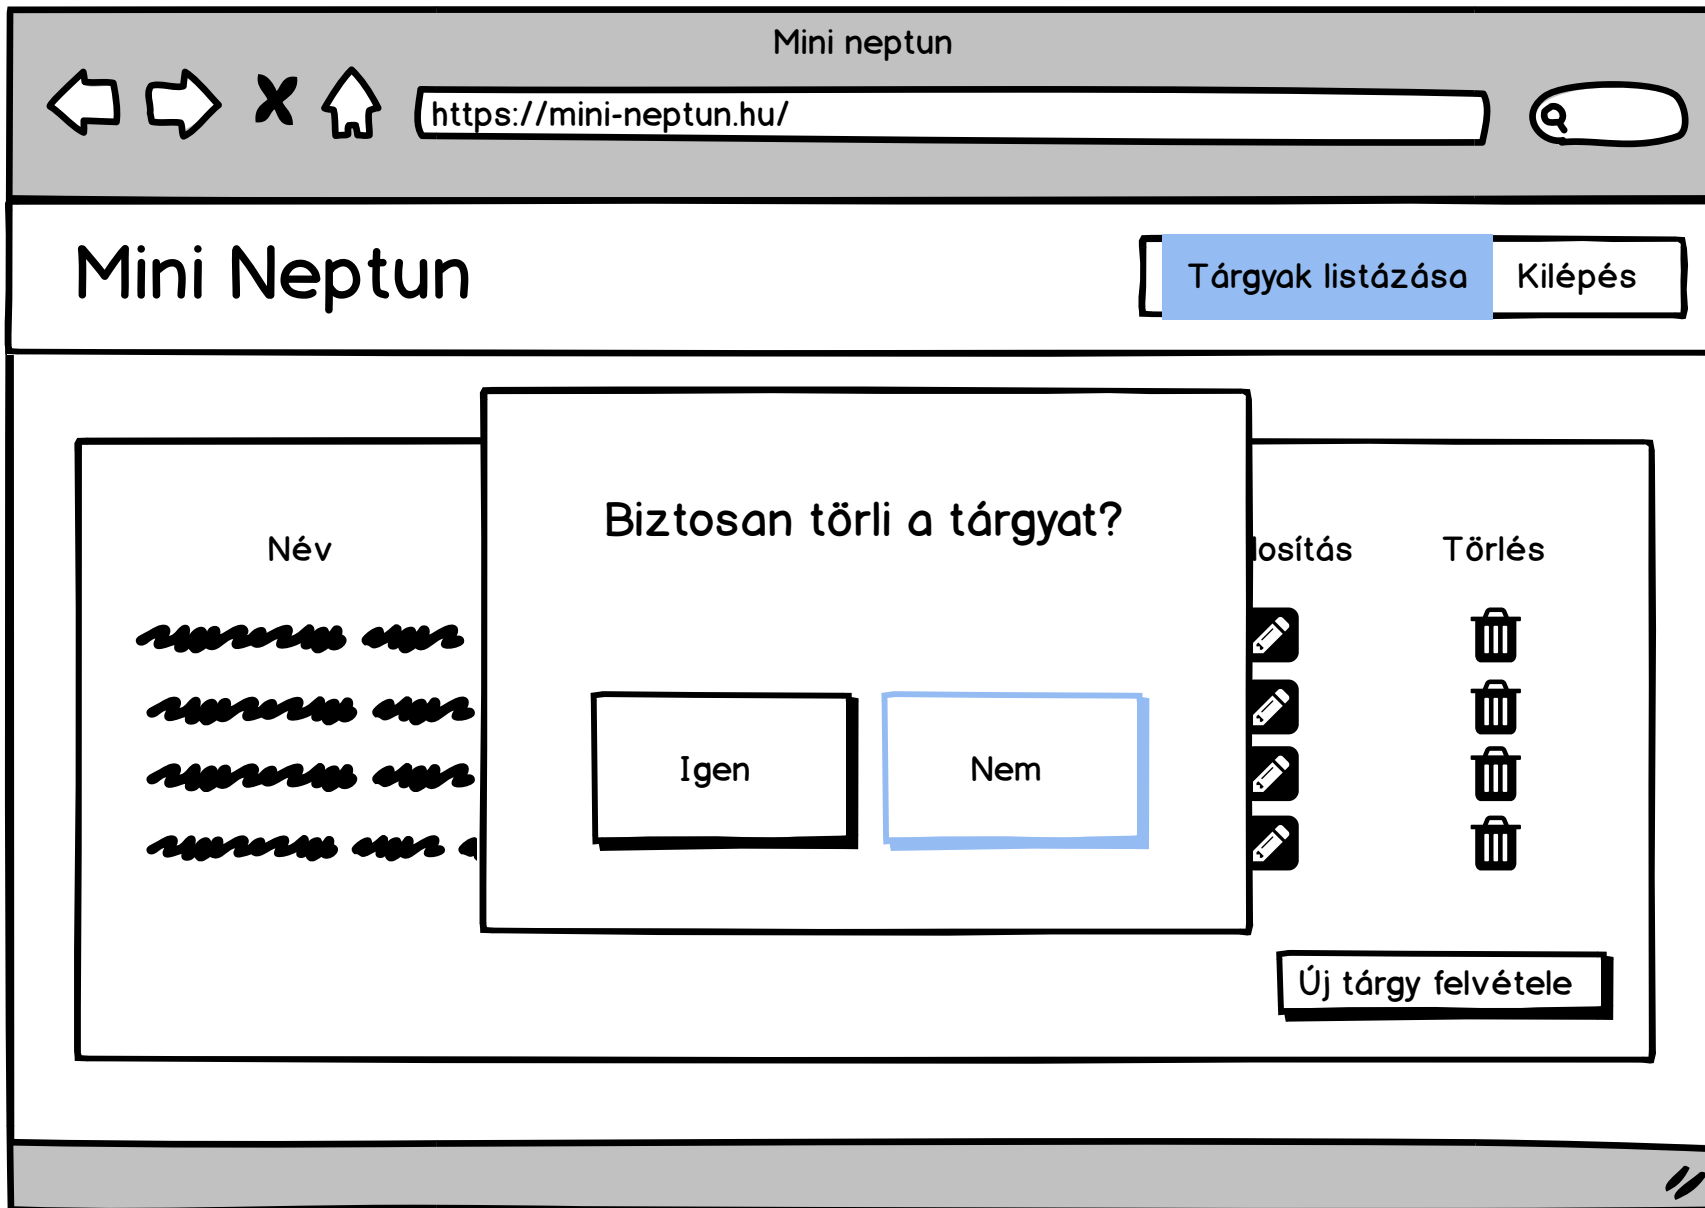 Mini neptun
https://mini-neptun.hu/
Mini Neptun
Tárgyak listázása Kilépés
Biztosan törli a tárgyat?
Név losítás Törlés
Igen Nem
Új tárgy felvétele